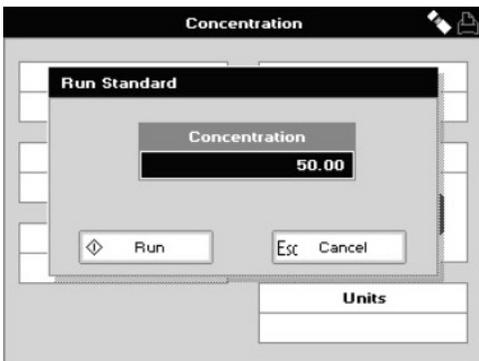 Concentration
Run Standard
Concentration
50.00
Run
Esc Cancel
Units